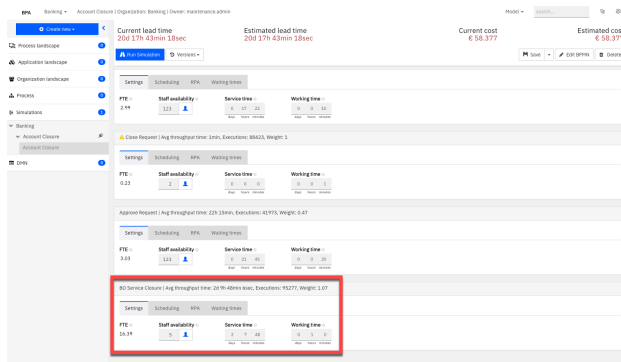 BPA Banking Account Closure | Organization: Banking | Owner: maintenance admin Model search...
Create new
Current lead time Estimated lead time Current cost Estimated cos
20d 17h 43min 18sec 20d 17h 43min 18sec € 58.377 € 58.37
Process landscape
Run Simulation Versions Save Edit BPMN Delete
Application landscape
Organization landscape
Process
Simulations
Banking
Account Closure
Account Closure
DMN
Settings Scheduling RPA Waiting times
FTE Staff availability Service time Working time
2.99 123 0 17 22 0 0 10
days hours minutes days hours minutes
Close Request | Avg throughput time: 1min, Executions: 88423, Weight: 1
Settings Scheduling RPA Waiting times
FTE Staff availability Service time Working time
0.23 2 0 0 0 0 0 1
days hours minutes days hours minutes
Approve Request | Avg throughput time: 22h 15min, Executions: 41973, Weight: 0.47
Settings Scheduling RPA Waiting times
FTE Staff availability Service time Working time
3.03 123 0 21 45 0 0 20
days hours minutes days hours minutes
BO Service Closure | Avg throughput time: 2d 9h 48min 6sec, Executions: 95277, Weight: 1.07
Settings Scheduling RPA Waiting times
FTE Staff availability Service time Working time
16.39 5 2 7 48 0 1 0
days hours minutes days hours minutes